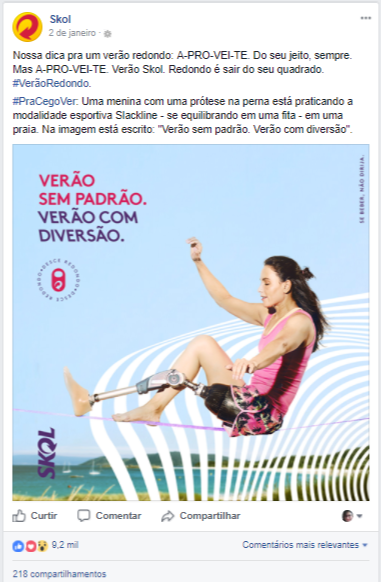 Skol
2 de janeiro ·
Nossa dica pra um verão redondo: A-PRO-VEI-TE. Do seu jeito, sempre.
Mas A-PRO-VEI-TE. Verão Skol. Redondo é sair do seu quadrado.
#VerãoRedondo.
#PraCegoVer: Uma menina com uma prótese na perna está praticando a
modalidade esportiva Slackline - se equilibrando em uma fita - em uma
praia. Na imagem está escrito: "Verão sem padrão. Verão com diversão".
VERÃO
SEM PADRÃO.
VERÃO COM
DIVERSÃO.
SE BEBER, NÃO DIRIJA.
DESCE REDONDO•DESCE REDONDO•
SKOL
Curtir
Comentar
Compartilhar
9,2 mil
Comentários mais relevantes
218 compartilhamentos